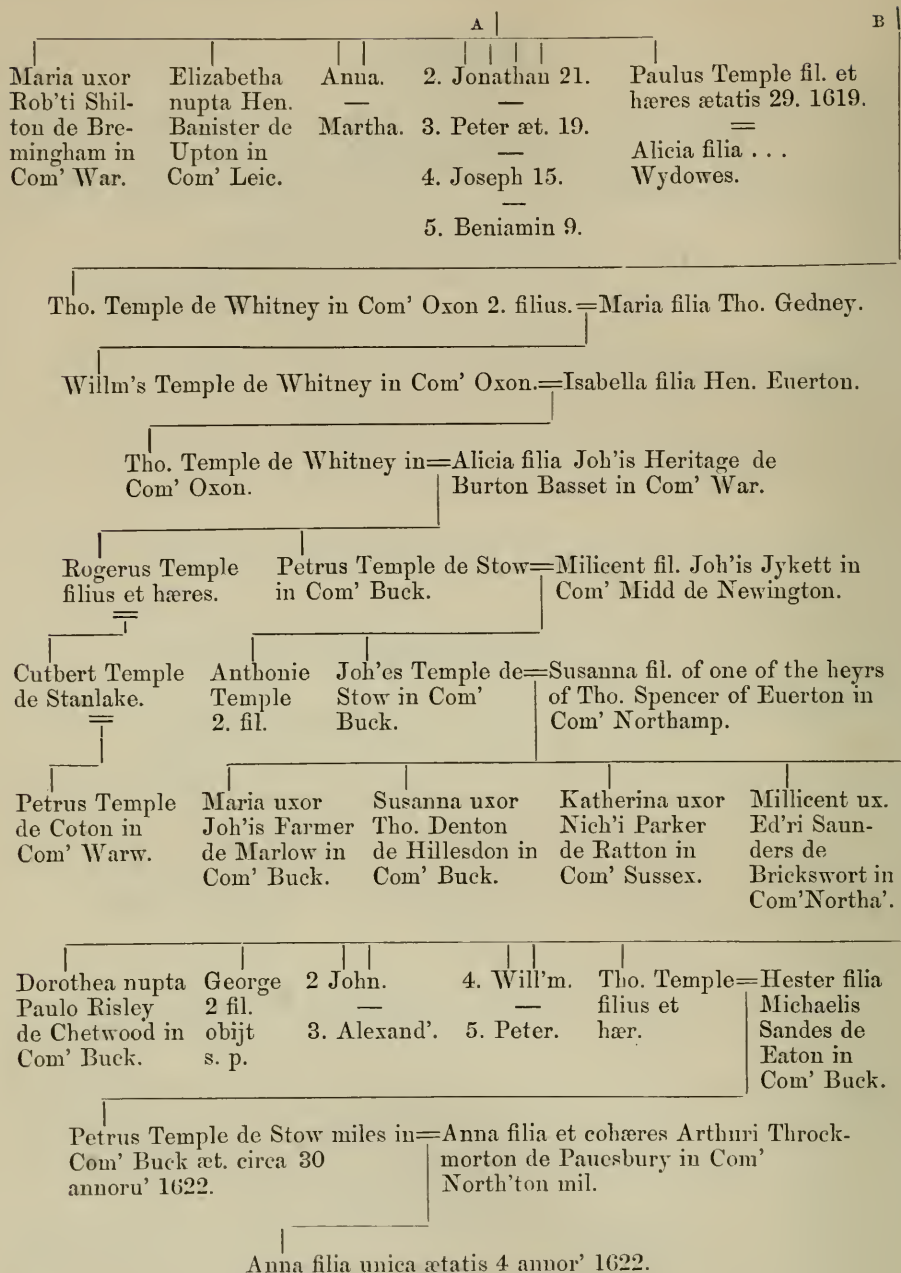 A B
Maria uxor
Rob'ti Shil-
ton de Bre-
mingham in
Com' War.
Elizabetha
nupta Hen.
Banister de
Upton in
Com' Leic.
Anna.
—
Martha.
2. Jonathan 21.
—
3. Peter æt. 19.
—
4. Joseph 15.
—
5. Beniamin 9.
Paulus Temple fil. et
hæres ætatis 29. 1619.
=
Alicia filia . . .
Wydowes.
Tho. Temple de Whitney in Com' Oxon 2. filius.=Maria filia Tho. Gedney.
Willm's Temple de Whitney in Com' Oxon.=Isabella filia Hen. Euerton.
Tho. Temple de Whitney in=Alicia filia Joh'is Heritage de
Com' Oxon. Burton Basset in Com' War.
Rogerus Temple
filius et hæres.
=
Petrus Temple de Stow=Milicent fil. Joh'is Jykett in
in Com' Buck. Com' Midd de Newington.
Cutbert Temple
de Stanlake.
=
Anthonie
Temple
2. fil.
Joh'es Temple de=Susanna fil. of one of the heyrs
Stow in Com' of Tho. Spencer of Euerton in
Buck. Com' Northamp.
Petrus Temple
de Coton in
Com' Warw.
Maria uxor
Joh'is Farmer
de Marlow in
Com' Buck.
Susanna uxor
Tho. Denton
de Hillesdon in
Com' Buck.
Katherina uxor
Nich'i Parker
de Ratton in
Com' Sussex.
Millicent ux.
Ed'ri Saun-
ders de
Brickswort in
Com'Northa'.
Dorothea nupta
Paulo Risley
de Chetwood in
Com' Buck.
George
2 fil.
obijt
s. p.
2 John.
—
3. Alexand'.
4. Will'm.
—
5. Peter.
Tho. Temple=Hester filia
filius et Michaelis
hær. Sandes de
Eaton in
Com' Buck.
Petrus Temple de Stow miles in=Anna filia et cohæres Arthuri Throck-
Com' Buck æt. circa 30 morton de Pauesbury in Com'
annoru' 1622. North'ton mil.
Anna filia unica ætatis 4 annor' 1622.